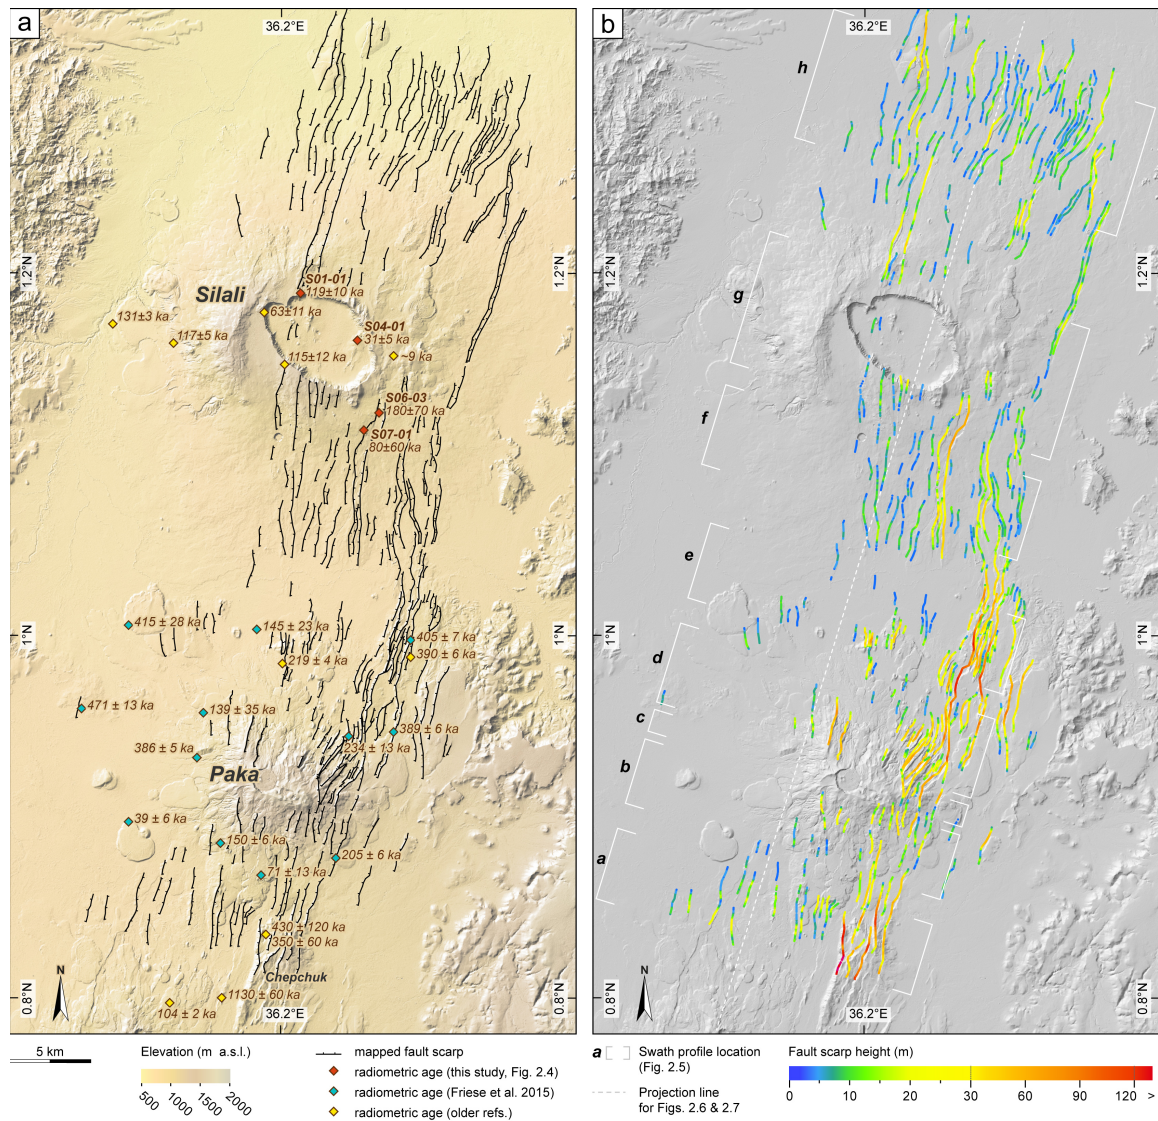 a
36.2°E
1.2°N
1.2°N
S01-01
119±10 ka
Silali
63±11 ka
131±3 ka
117±5 ka
S04-01
31±5 ka
~9 ka
115±12 ka
S06-03
180±70 ka
S07-01
80±60 ka
1°N
1°N
415 ± 28 ka
145 ± 23 ka
405 ± 7 ka
390 ± 6 ka
219 ± 4 ka
471 ± 13 ka
139 ± 35 ka
389 ± 6 ka
234 ± 13 ka
386 ± 5 ka
Paka
39 ± 6 ka
150 ± 6 ka
205 ± 6 ka
71 ± 13 ka
430 ± 120 ka
350 ± 60 ka
Chepchuk
0.8°N
0.8°N
N
1130 ± 60 ka
104 ± 2 ka
36.2°E
b
36.2°E
h
1.2°N
1.2°N
g
f
e
1°N
1°N
d
c
b
a
0.8°N
0.8°N
N
36.2°E
5 km
Elevation (m a.s.l.)
500
1000
1500
2000
mapped fault scarp
radiometric age (this study, Fig. 2.4)
radiometric age (Friese et al. 2015)
radiometric age (older refs.)
a
Swath profile location
(Fig. 2.5)
Projection line
for Figs. 2.6 & 2.7
Fault scarp height (m)
0 10 20 30 60 90 120 >